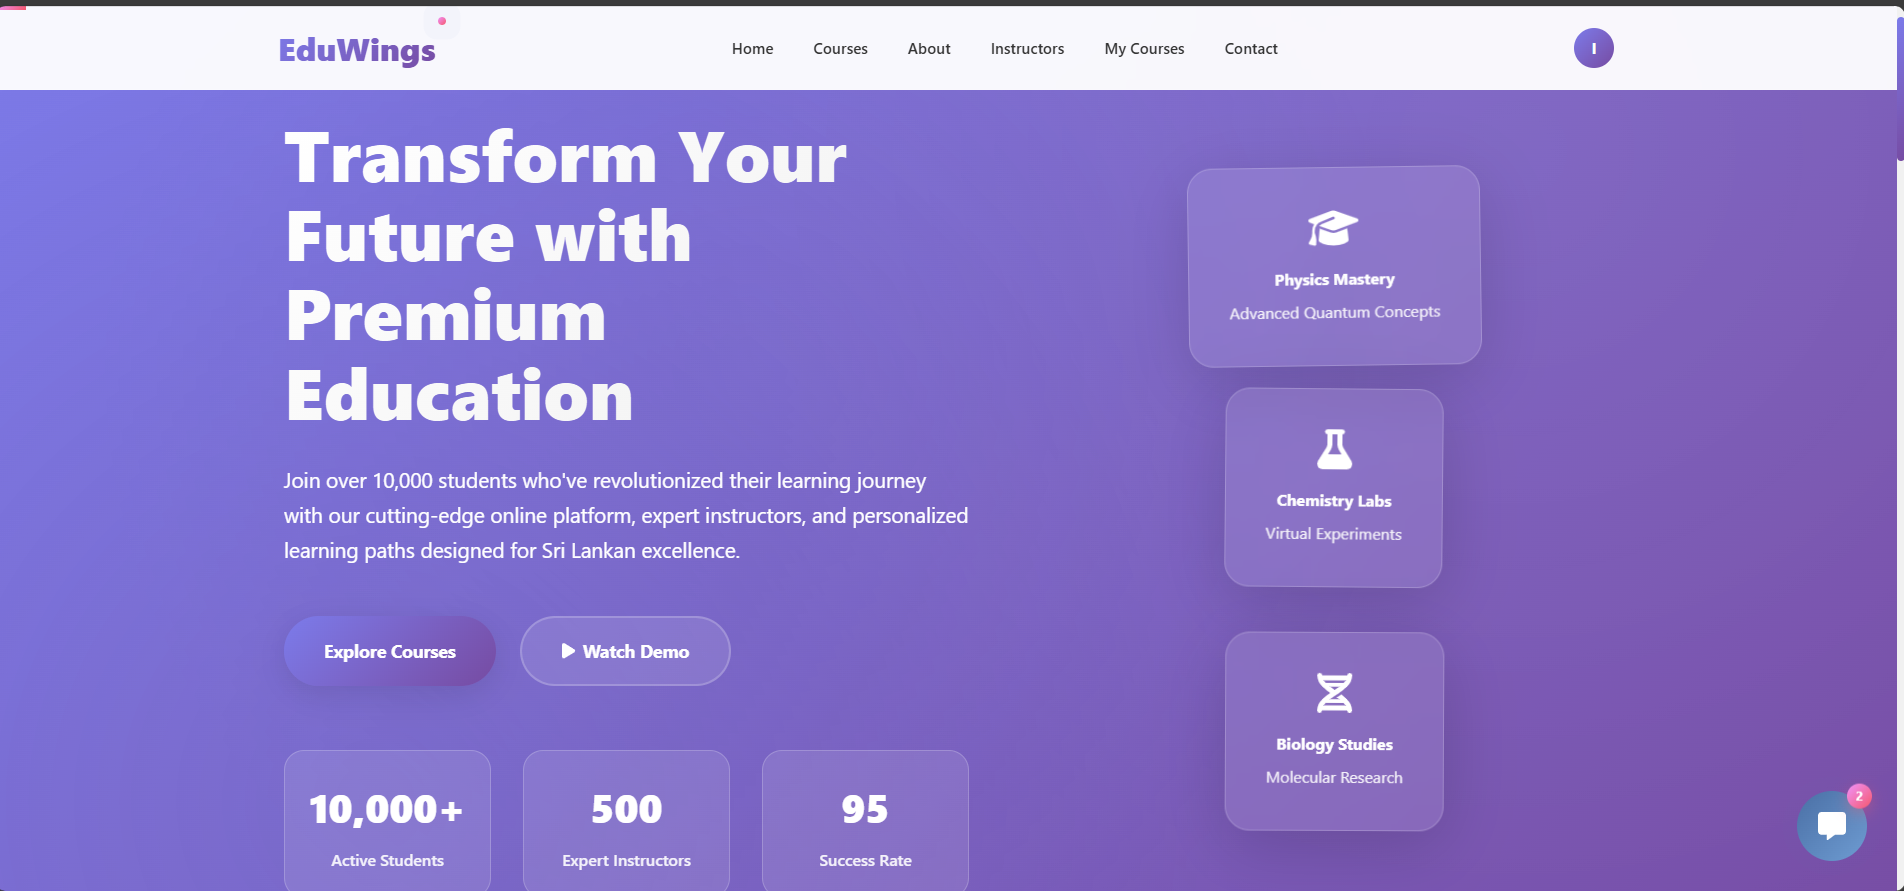 EduWings
Home
Courses
About
Instructors
My Courses
Contact
I
Transform Your
Future with
Premium
Education
Join over 10,000 students who've revolutionized their learning journey
with our cutting-edge online platform, expert instructors, and personalized
learning paths designed for Sri Lankan excellence.
Explore Courses
Watch Demo
10,000+
Active Students
500
Expert Instructors
95
Success Rate
Physics Mastery
Advanced Quantum Concepts
Chemistry Labs
Virtual Experiments
Biology Studies
Molecular Research
2